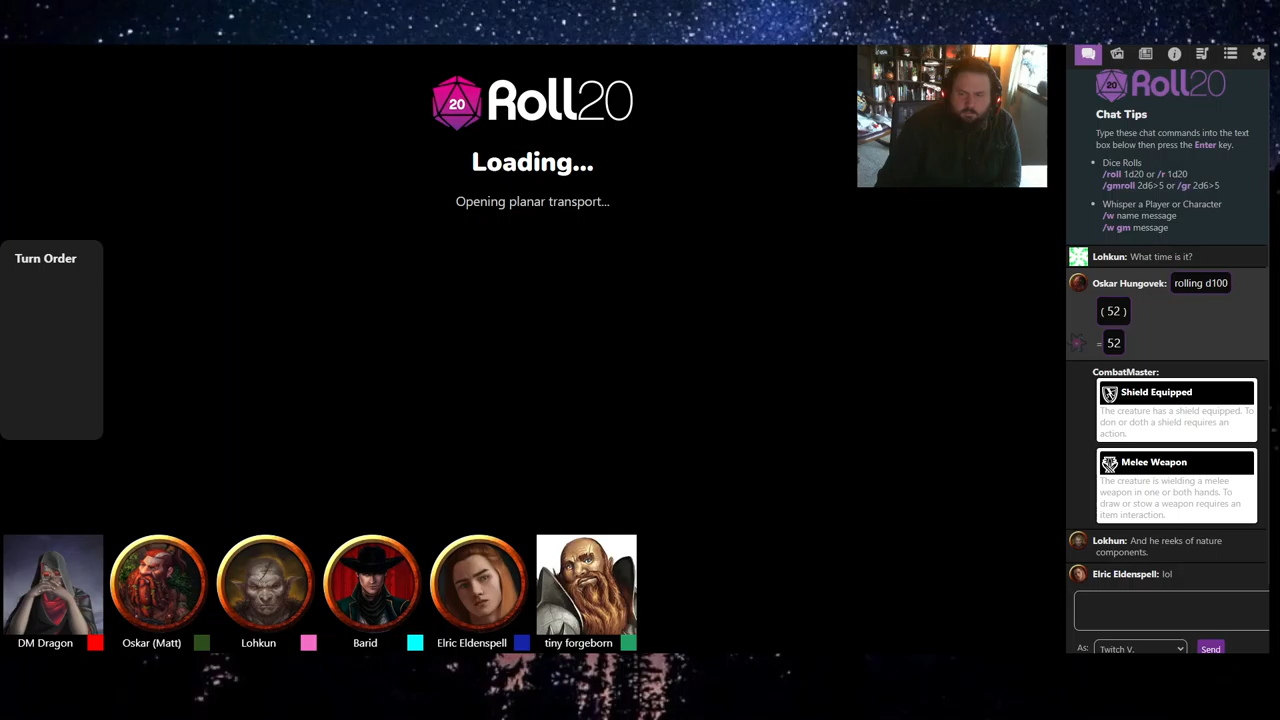 20 Roll20
Loading...
Opening planar transport...
Turn Order
DM Dragon
Oskar (Matt)
Lohkun
Barid
Elric Eldenspell
tiny forgeborn
20 Roll20
Chat Tips
Type these chat commands into the text
box below then press the Enter key.
Dice Rolls
/roll 1d20 or /r 1d20
/gmroll 2d6>5 or /gr 2d6>5
Whisper a Player or Character
/w name message
/w gm message
Lohkun: What time is it?
Oskar Hungovek: rolling d100
( 52 )
= 52
CombatMaster:
Shield Equipped
The creature has a shield equipped. To
don or doth a shield requires an
action.
Melee Weapon
The creature is wielding a melee
weapon in one or both hands. To
draw or stow a weapon requires an
item interaction.
Lokhun: And he reeks of nature
components.
Elric Eldenspell: lol
As: Twitch V. Send